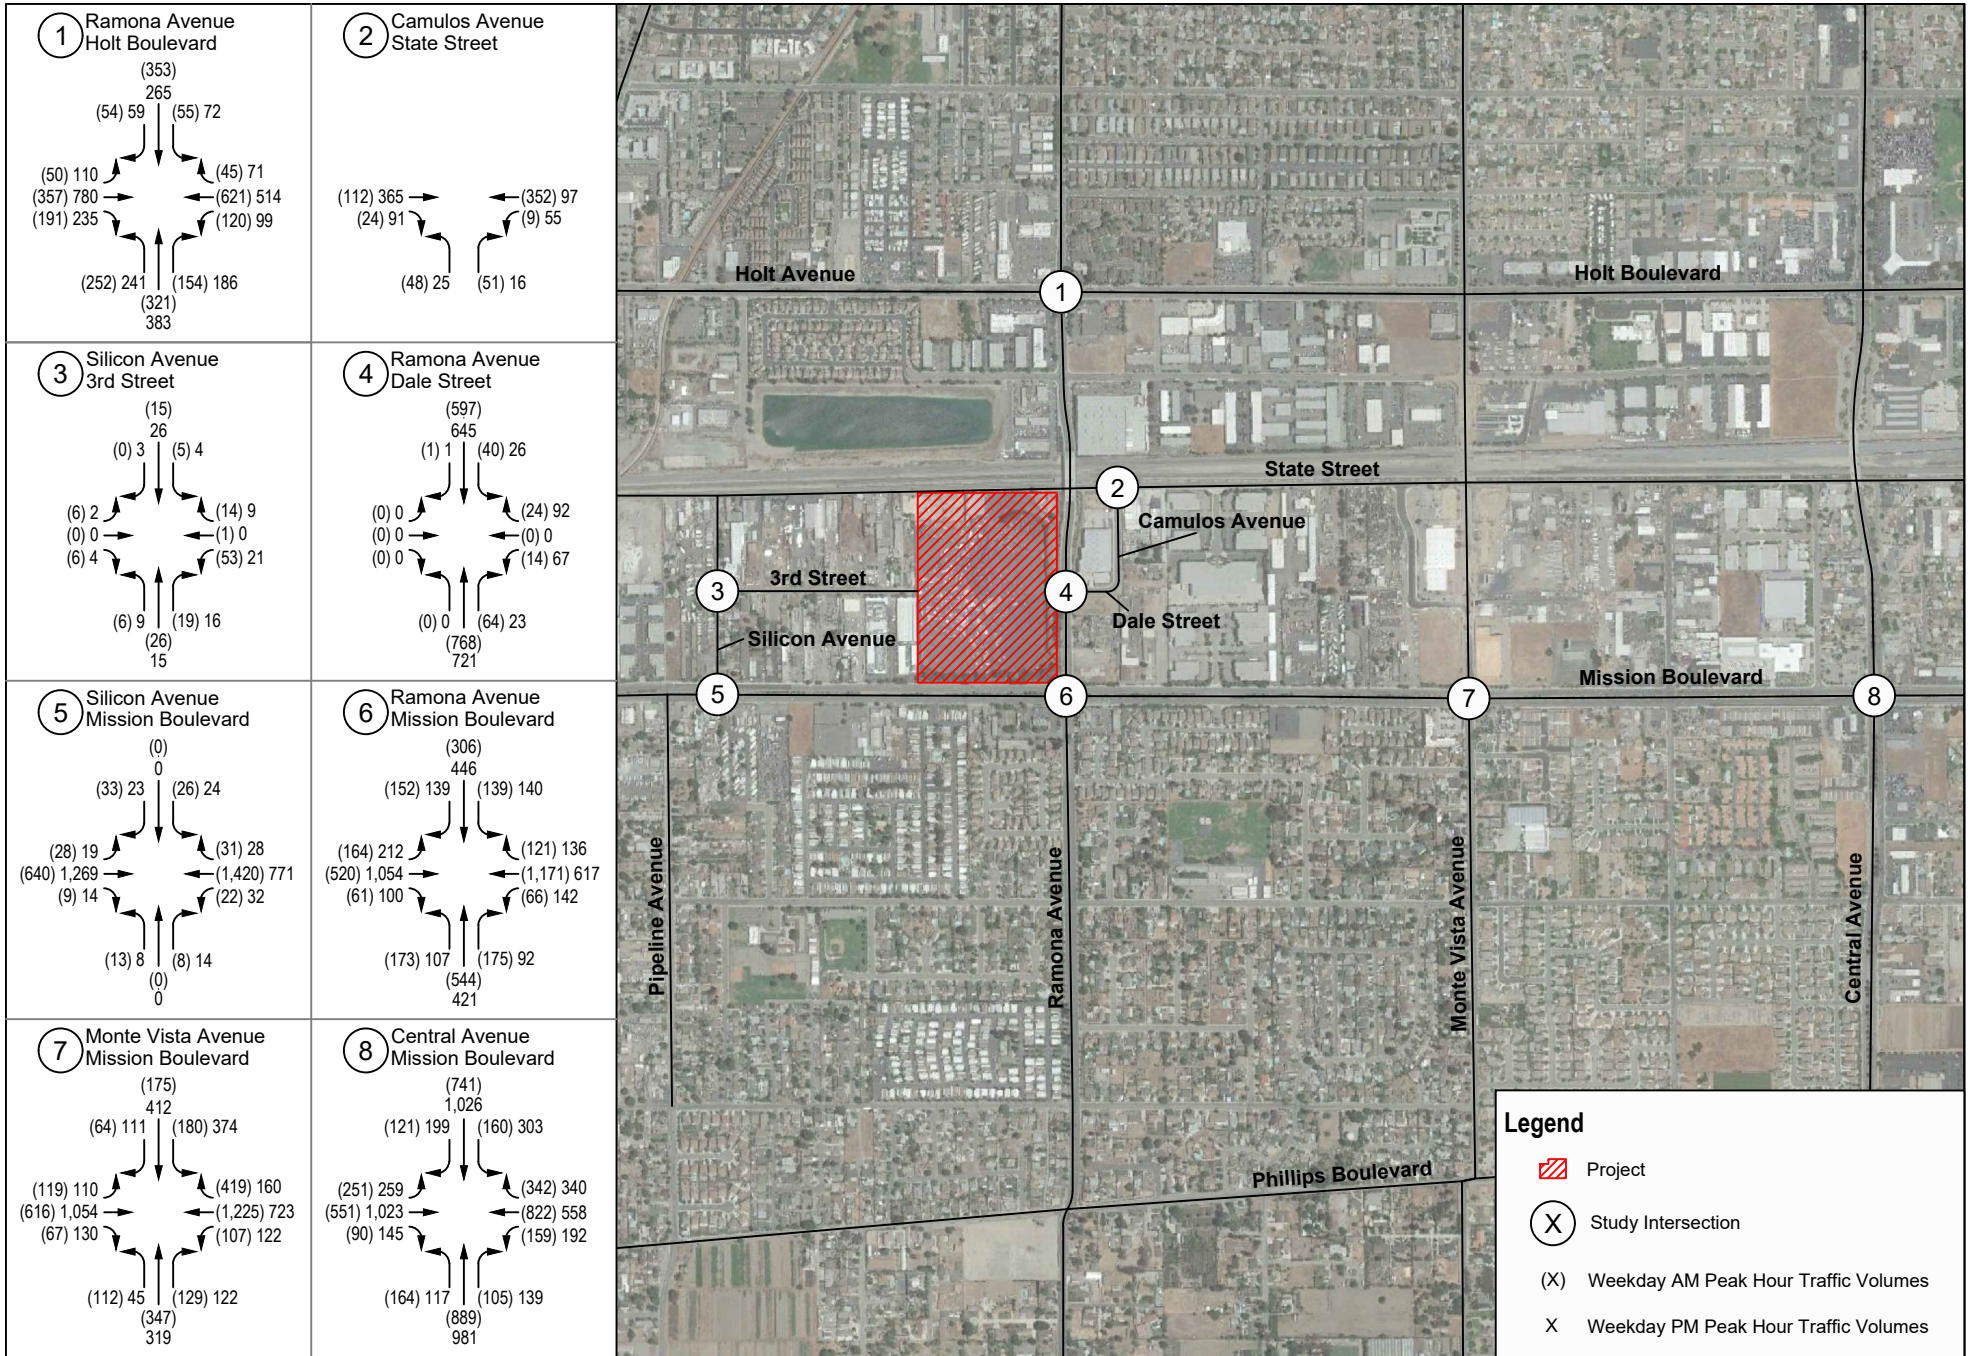 1 Ramona Avenue
Holt Boulevard
(353)
265
(54) 59 (55) 72
(50) 110 (45) 71
(357) 780 (621) 514
(191) 235 (120) 99
(252) 241 (154) 186
(321)
383
2 Camulos Avenue
State Street
(112) 365 (352) 97
(24) 91 (9) 55
(48) 25 (51) 16
3 Silicon Avenue
3rd Street
(15)
26
(0) 3 (5) 4
(6) 2 (14) 9
(0) 0 (1) 0
(6) 4 (53) 21
(6) 9 (19) 16
(26)
15
4 Ramona Avenue
Dale Street
(597)
645
(1) 1 (40) 26
(0) 0 (24) 92
(0) 0 (0) 0
(0) 0 (14) 67
(0) 0 (64) 23
(768)
721
5 Silicon Avenue
Mission Boulevard
(0)
0
(33) 23 (26) 24
(28) 19 (31) 28
(640) 1,269 (1,420) 771
(9) 14 (22) 32
(13) 8 (8) 14
(0)
0
6 Ramona Avenue
Mission Boulevard
(306)
446
(152) 139 (139) 140
(164) 212 (121) 136
(520) 1,054 (1,171) 617
(61) 100 (66) 142
(173) 107 (175) 92
(544)
421
7 Monte Vista Avenue
Mission Boulevard
(175)
412
(64) 111 (180) 374
(119) 110 (419) 160
(616) 1,054 (1,225) 723
(67) 130 (107) 122
(112) 45 (129) 122
(347)
319
8 Central Avenue
Mission Boulevard
(741)
1,026
(121) 199 (160) 303
(251) 259 (342) 340
(551) 1,023 (822) 558
(90) 145 (159) 192
(164) 117 (105) 139
(889)
981
Holt Avenue
Holt Boulevard
1
State Street
2
Camulos Avenue
3rd Street
3
4
Dale Street
Silicon Avenue
Mission Boulevard
5
6
7
8
Pipeline Avenue
Ramona Avenue
Monte Vista Avenue
Central Avenue
Phillips Boulevard
Legend
Project
X Study Intersection
(X) Weekday AM Peak Hour Traffic Volumes
X Weekday PM Peak Hour Traffic Volumes